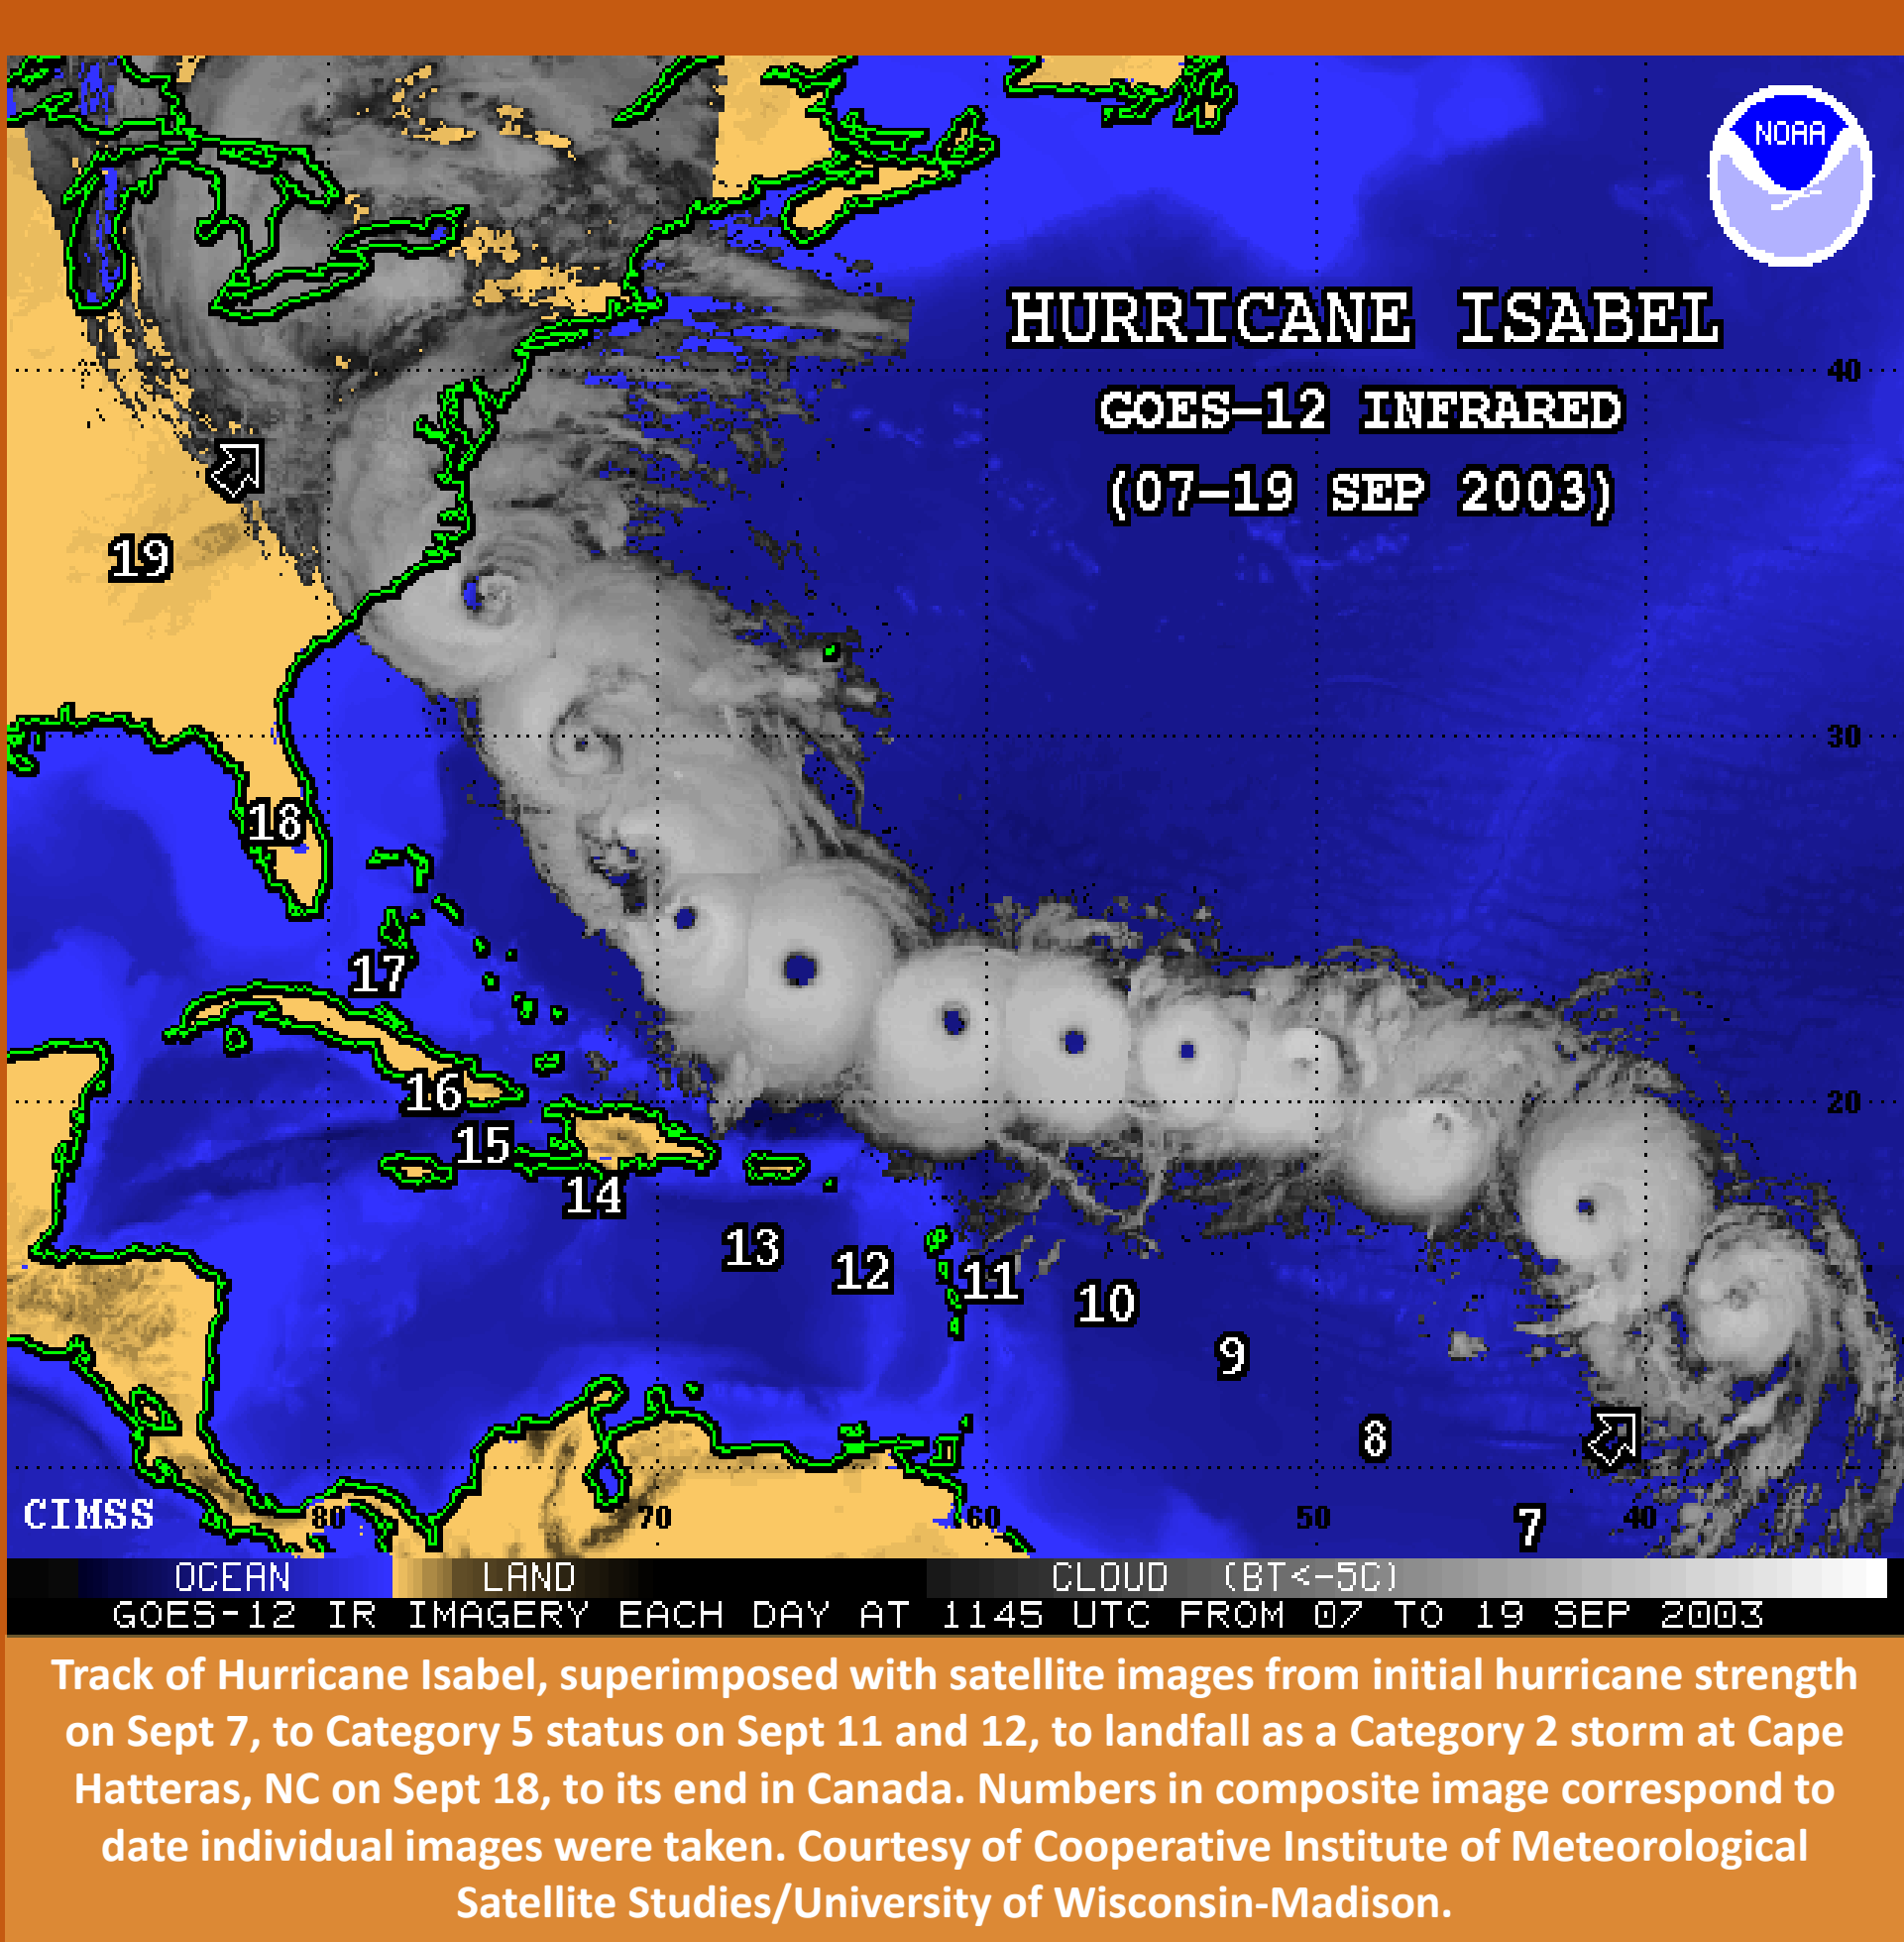 NOAA
HURRICANE ISABEL
GOES-12 INFRARED
(07-19 SEP 2003)
40
30
20
19
18
17
16
15
14
13
12
11
10
9
8
7
CIMSS
80
70
60
50
40
OCEAN LAND CLOUD (BT<-5C)
GOES-12 IR IMAGERY EACH DAY AT 1145 UTC FROM 07 TO 19 SEP 2003
Track of Hurricane Isabel, superimposed with satellite images from initial hurricane strength
on Sept 7, to Category 5 status on Sept 11 and 12, to landfall as a Category 2 storm at Cape
Hatteras, NC on Sept 18, to its end in Canada. Numbers in composite image correspond to
date individual images were taken. Courtesy of Cooperative Institute of Meteorological
Satellite Studies/University of Wisconsin-Madison.